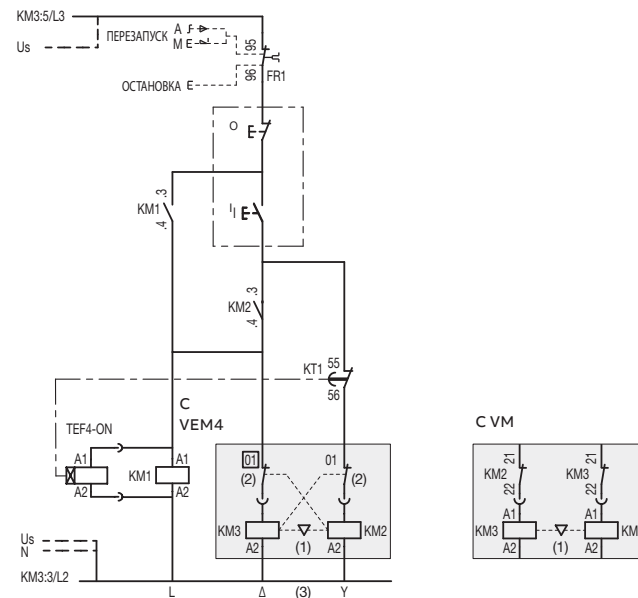 KM3:5/L3
Us
ПЕРЕЗАПУСК
A
M
95
96
FR1
ОСТАНОВКА
O
I
KM1
.3
.4
KM2
.3
.4
KT1
55
56
C
VEM4
TEF4-ON
A1
A2
KM1
A1
A2
01
(2)
01
(2)
KM3
A2
(1)
A2
KM2
C VM
KM2
21
22
KM3
21
22
A1
A1
KM3
A2
(1)
A2
KM
Us
N
KM3:3/L2
L
Δ
(3)
Y